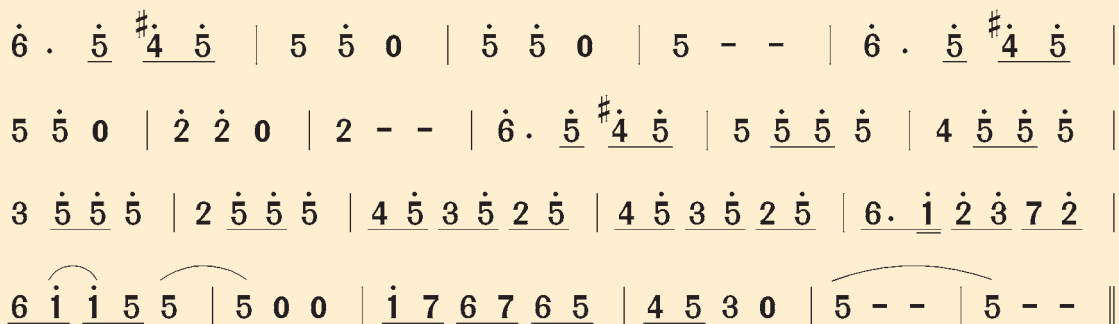 6̇ . 5̇ #4̇ 5̇ | 5 5̇ 0 | 5̇ 5̇ 0 | 5 - - | 6̇ . 5̇ #4̇ 5̇ |
5 5̇ 0 | 2̇ 2̇ 0 | 2 - - | 6̇ . 5̇ #4̇ 5̇ | 5 5̇ 5̇ 5̇ | 4 5̇ 5̇ 5̇ |
3 5̇ 5̇ 5̇ | 2 5̇ 5̇ 5̇ | 4 5̇ 3 5̇ 2 5̇ | 4 5̇ 3 5̇ 2 5̇ | 6. 1̇ 2̇ 3̇ 7 2̇ |
6 1̇ 1̇ 5 5 | 5 0 0 | 1̇ 7 6 7 6 5 | 4 5 3 0 | 5 - - | 5 - - ‖